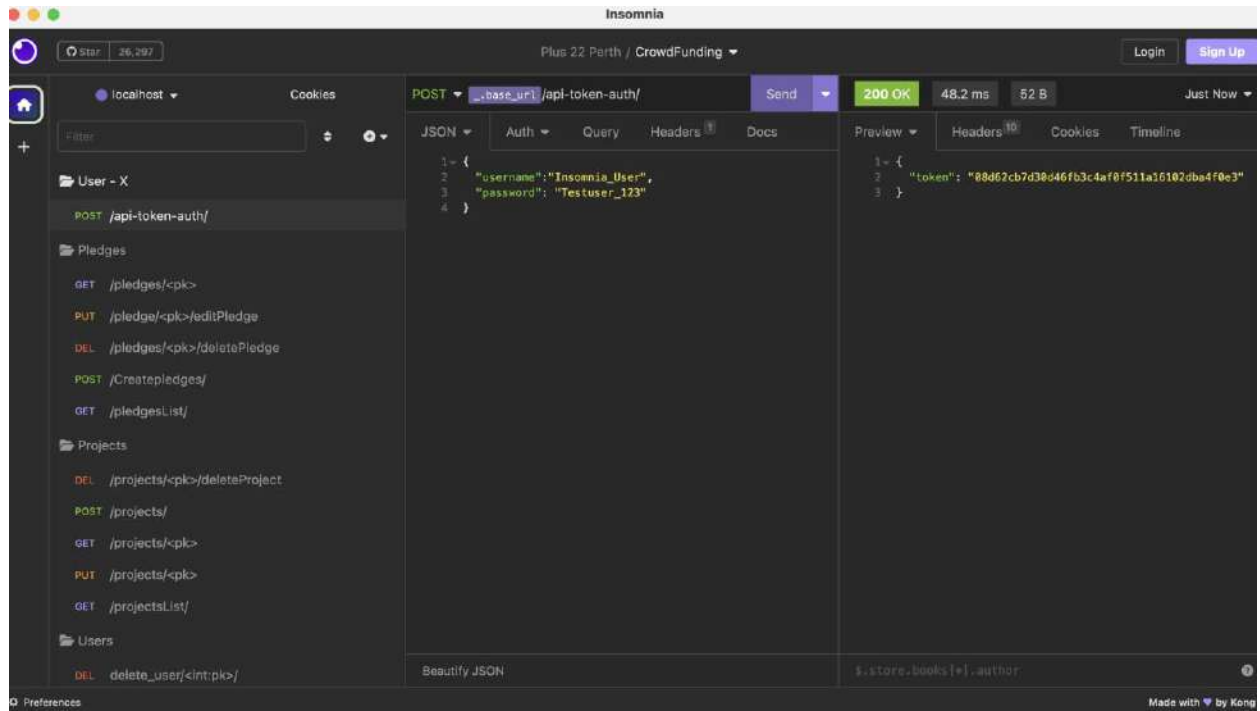 Insomnia
Star 26,297
Plus 22 Perth / CrowdFunding
Login
Sign Up
localhost
Cookies
POST _.base_url /api-token-auth/
Send
200 OK
48.2 ms
52 B
Just Now
Filter
JSON
Auth
Query
Headers 1
Docs
Preview
Headers 10
Cookies
Timeline
1 {
2 "username":"Insomnia_User",
3 "password": "Testuser_123"
4 }
1 {
2 "token": "08d62cb7d30d46fb3c4af0f511a16102dba4f0e3"
3 }
User - X
POST /api-token-auth/
Pledges
GET /pledges/<pk>
PUT /pledge/<pk>/editPledge
DEL /pledges/<pk>/deletePledge
POST /Createpledges/
GET /pledgesList/
Projects
DEL /projects/<pk>/deleteProject
POST /projects/
GET /projects/<pk>
PUT /projects/<pk>
GET /projectsList/
Users
DEL delete_user/<int:pk>/
Beautify JSON
$.store.books[*].author
Preferences
Made with ♥ by Kong